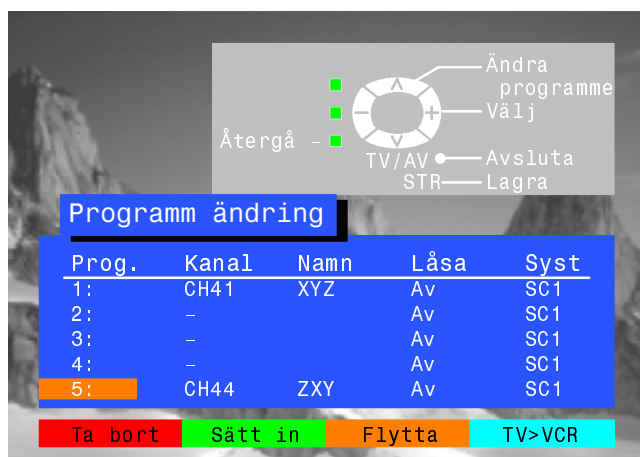 Ändra
programme
Välj
Återgå –
TV/AV
Avsluta
STR
Lagra
Programm ändring
Prog. Kanal Namn Låsa Syst
1: CH41 XYZ Av SC1
2: – Av SC1
3: – Av SC1
4: – Av SC1
5: CH44 ZXY Av SC1
Ta bort Sätt in Flytta TV>VCR